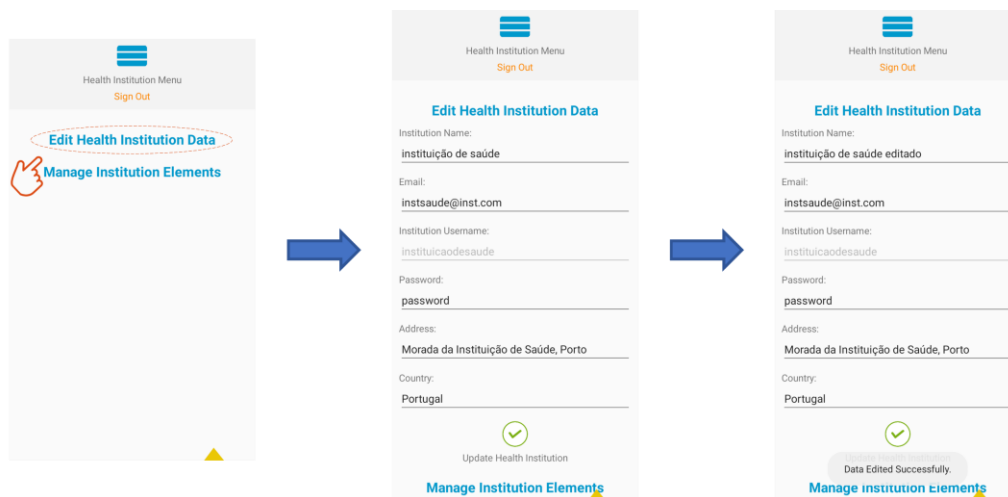 Health Institution Menu
Sign Out
Edit Health Institution Data
Manage Institution Elements
Health Institution Menu
Sign Out
Edit Health Institution Data
Institution Name:
instituição de saúde
Email:
instsaude@inst.com
Institution Username:
instituicaodesaude
Password:
password
Address:
Morada da Instituição de Saúde, Porto
Country:
Portugal
Update Health Institution
Manage Institution Elements
Health Institution Menu
Sign Out
Edit Health Institution Data
Institution Name:
instituição de saúde editado
Email:
instsaude@inst.com
Institution Username:
instituicaodesaude
Password:
password
Address:
Morada da Instituição de Saúde, Porto
Country:
Portugal
Update Health Institution
Data Edited Successfully.
Manage Institution Elements